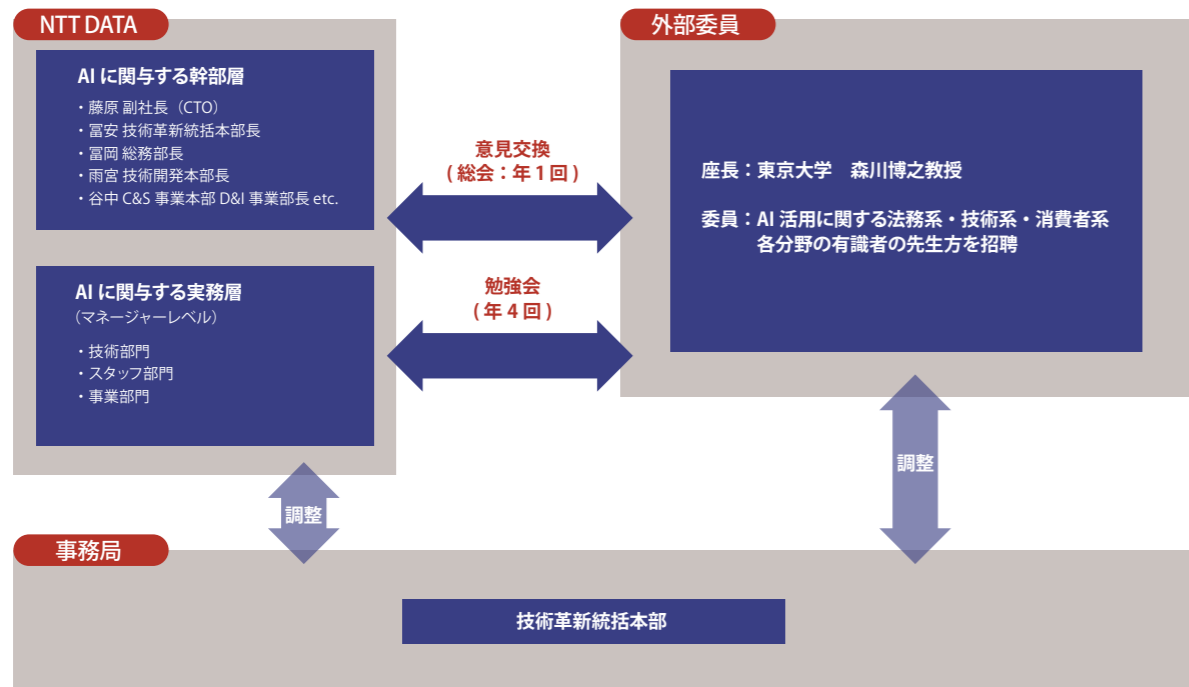 NTT DATA
AI に関与する幹部層
・藤原 副社長（CTO）
・冨安 技術革新統括本部長
・冨岡 総務部長
・雨宮 技術開発本部長
・谷中 C&S 事業本部 D&I 事業部長 etc.
AI に関与する実務層
（マネージャーレベル）
・技術部門
・スタッフ部門
・事業部門
意見交換
( 総会：年 1 回 )
勉強会
( 年 4 回 )
外部委員
座長：東京大学　森川博之教授
委員：AI 活用に関する法務系・技術系・消費者系
各分野の有識者の先生方を招聘
調整
調整
事務局
技術革新統括本部